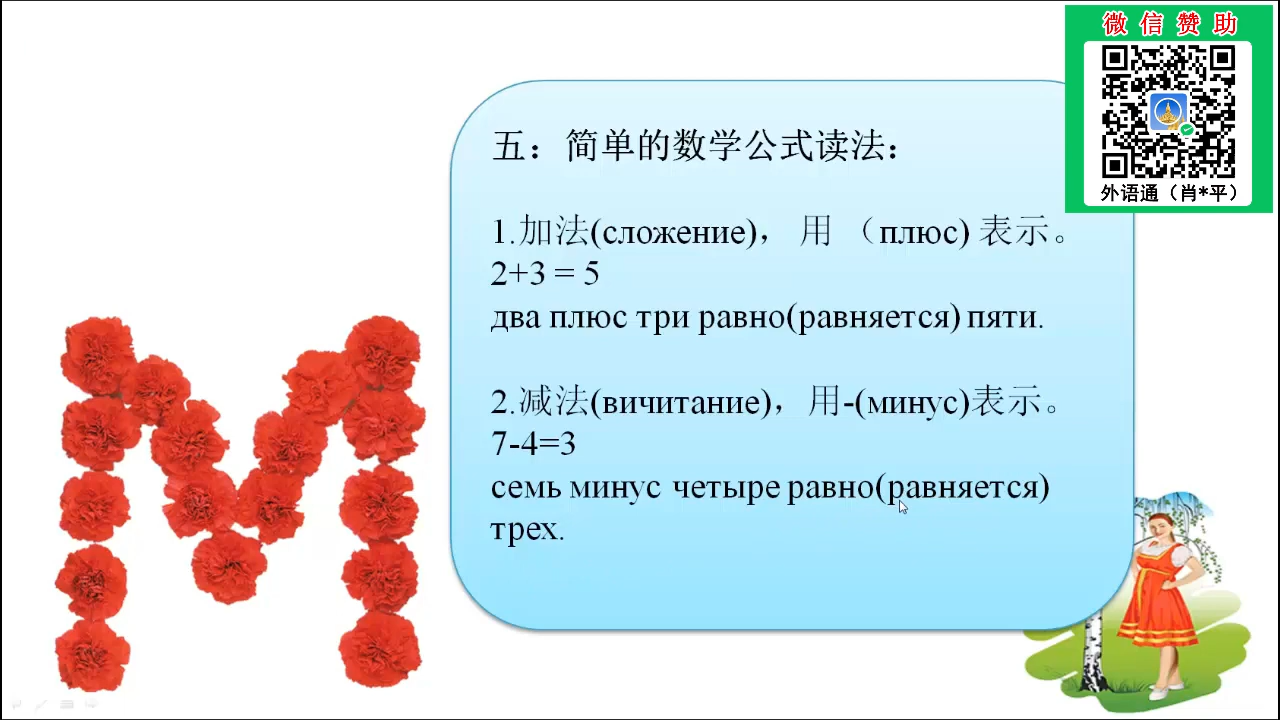 微信赞助
外语通（肖*平）
五：简单的数学公式读法：
1.加法(сложение)， 用 （плюс) 表示。
2+3 = 5
два плюс три равно(равняется) пяти.
2.减法(вичитание)，用-(минус)表示。
7-4=3
семь минус четыре равно(равняется)
трех.